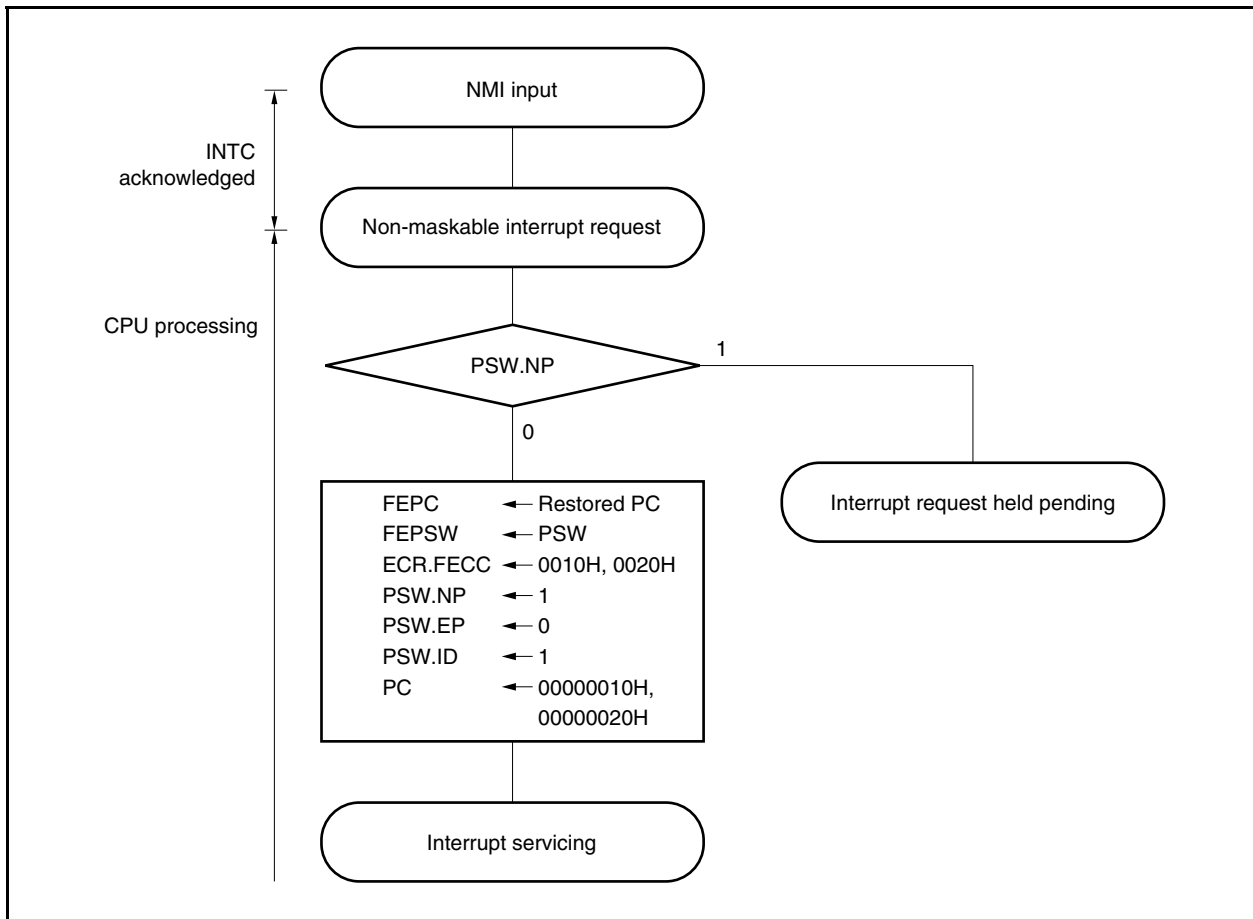 NMI input
INTC
acknowledged
Non-maskable interrupt request
CPU processing
PSW.NP
1
0
FEPC ← Restored PC
FEPSW ← PSW
ECR.FECC ← 0010H, 0020H
PSW.NP ← 1
PSW.EP ← 0
PSW.ID ← 1
PC ← 00000010H,
00000020H
Interrupt request held pending
Interrupt servicing